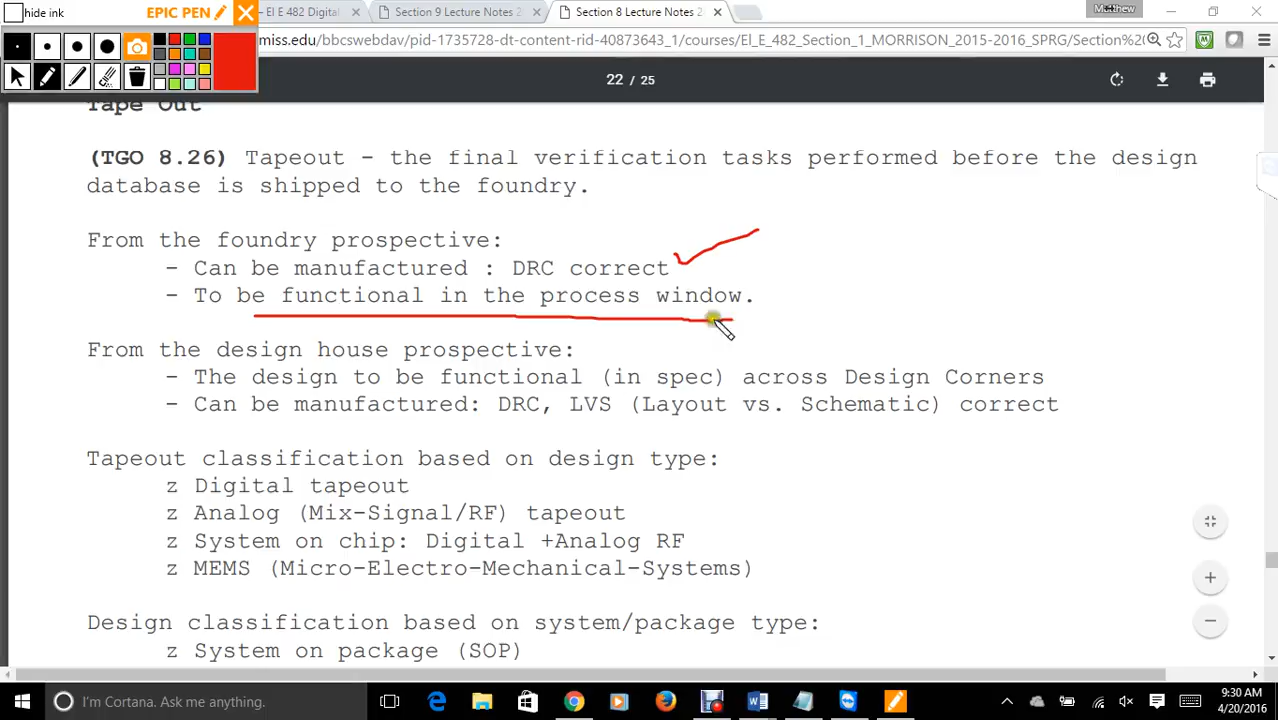 hide ink
EPIC PEN
– El E 482 Digital
Section 9 Lecture Notes 2
Section 8 Lecture Notes 2
Matthew
miss.edu/bbcswebdav/pid-1735728-dt-content-rid-40873643_1/courses/El_E_482_Section_1_MORRISON_2015-2016_SPRG/Section%2(
22 / 25
Tape Out
(TGO 8.26) Tapeout - the final verification tasks performed before the design
database is shipped to the foundry.
From the foundry prospective:
- Can be manufactured : DRC correct
- To be functional in the process window.
From the design house prospective:
- The design to be functional (in spec) across Design Corners
- Can be manufactured: DRC, LVS (Layout vs. Schematic) correct
Tapeout classification based on design type:
z Digital tapeout
z Analog (Mix-Signal/RF) tapeout
z System on chip: Digital +Analog RF
z MEMS (Micro-Electro-Mechanical-Systems)
Design classification based on system/package type:
z System on package (SOP)
I'm Cortana. Ask me anything.
9:30 AM
4/20/2016